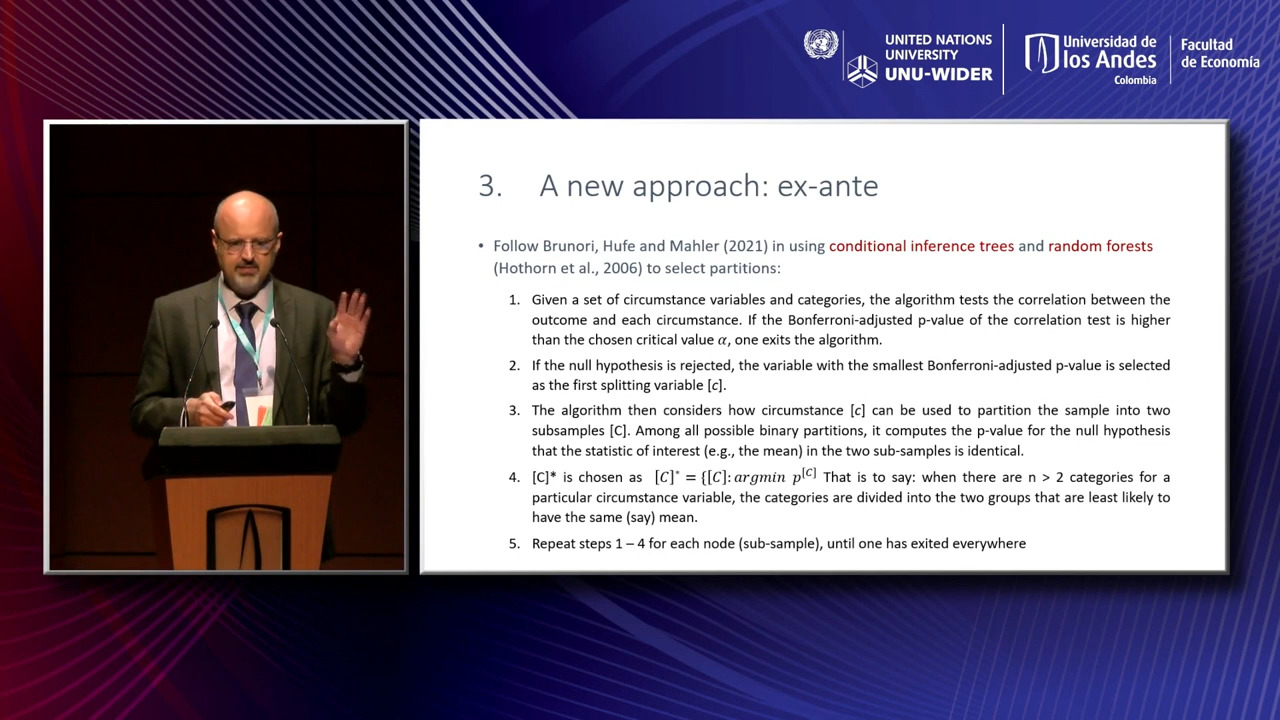 UNITED NATIONS
UNIVERSITY
UNU-WIDER
Universidad de
los Andes
Colombia
Facultad
de Economía
3. A new approach: ex-ante
• Follow Brunori, Hufe and Mahler (2021) in using conditional inference trees and random forests
(Hothorn et al., 2006) to select partitions:
1. Given a set of circumstance variables and categories, the algorithm tests the correlation between the
outcome and each circumstance. If the Bonferroni-adjusted p-value of the correlation test is higher
than the chosen critical value α, one exits the algorithm.
2. If the null hypothesis is rejected, the variable with the smallest Bonferroni-adjusted p-value is selected
as the first splitting variable [c].
3. The algorithm then considers how circumstance [c] can be used to partition the sample into two
subsamples [C]. Among all possible binary partitions, it computes the p-value for the null hypothesis
that the statistic of interest (e.g., the mean) in the two sub-samples is identical.
4. [C]* is chosen as [C]* = {[C]: argmin p^[C] That is to say: when there are n > 2 categories for a
particular circumstance variable, the categories are divided into the two groups that are least likely to
have the same (say) mean.
5. Repeat steps 1 – 4 for each node (sub-sample), until one has exited everywhere